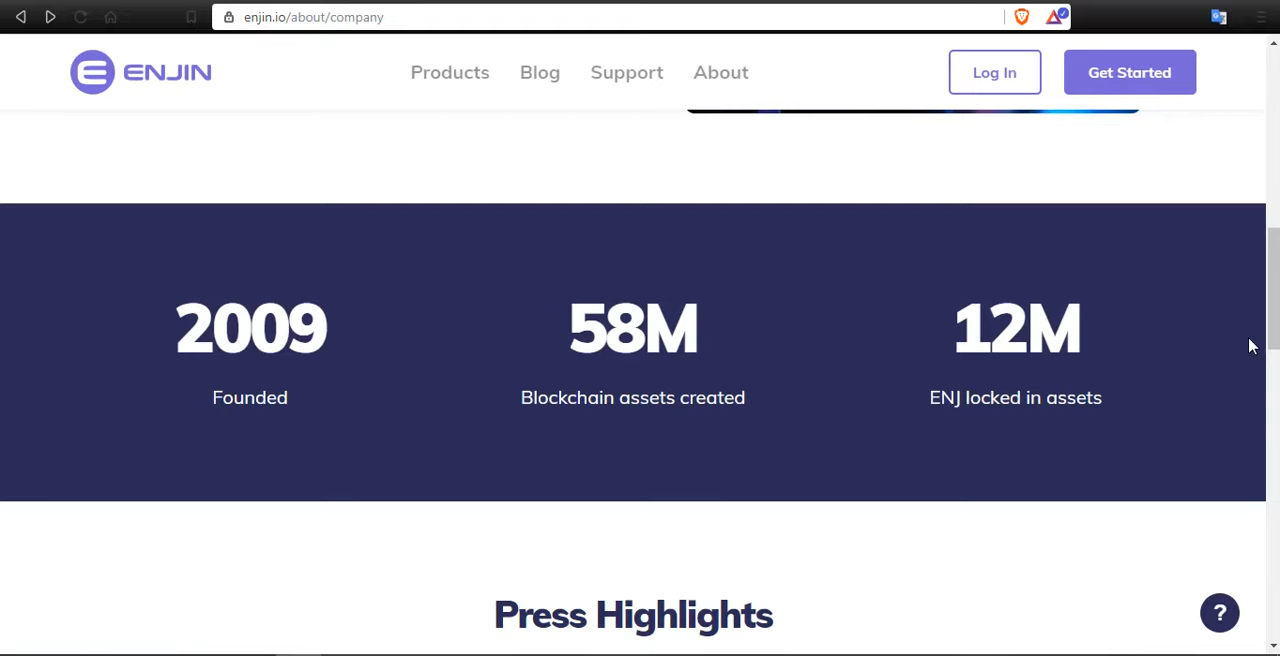 enjin.io/about/company
ENJIN
Products Blog Support About Log In Get Started
2009 58M 12M
Founded Blockchain assets created ENJ locked in assets
Press Highlights
?